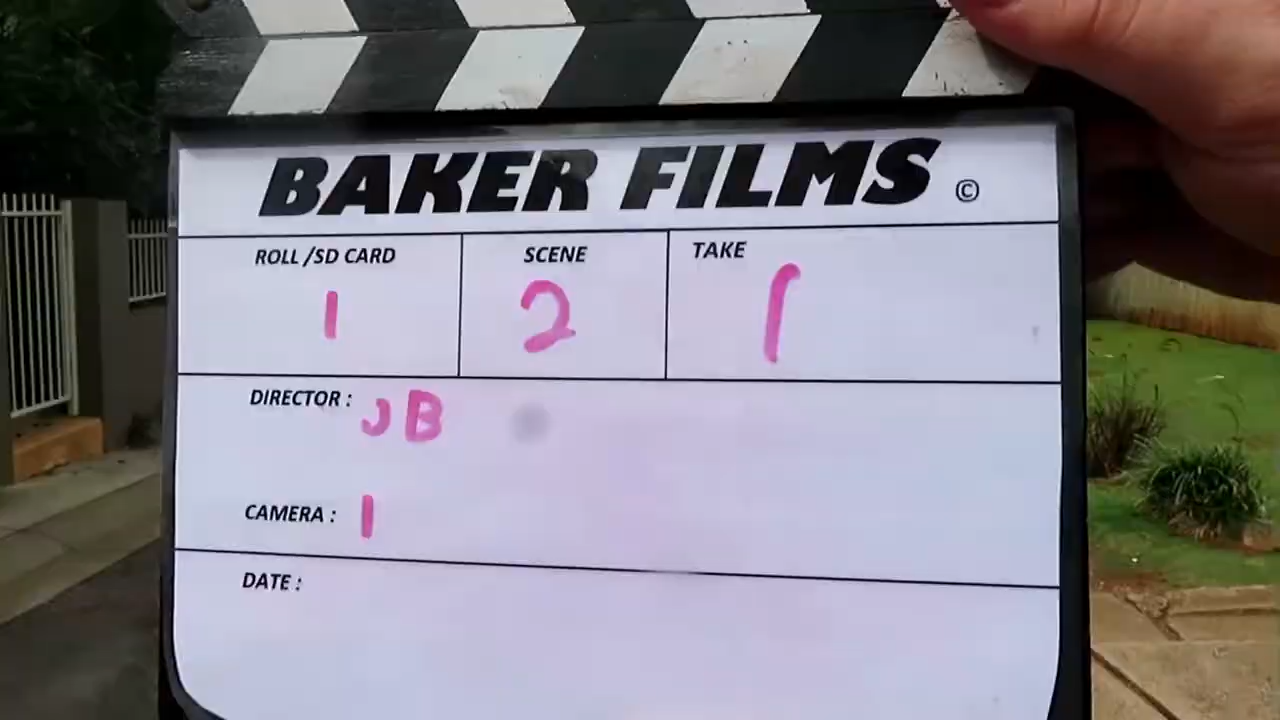 BAKER FILMS ©
ROLL /SD CARD SCENE TAKE
1 2 1
DIRECTOR : JB
CAMERA : 1
DATE :